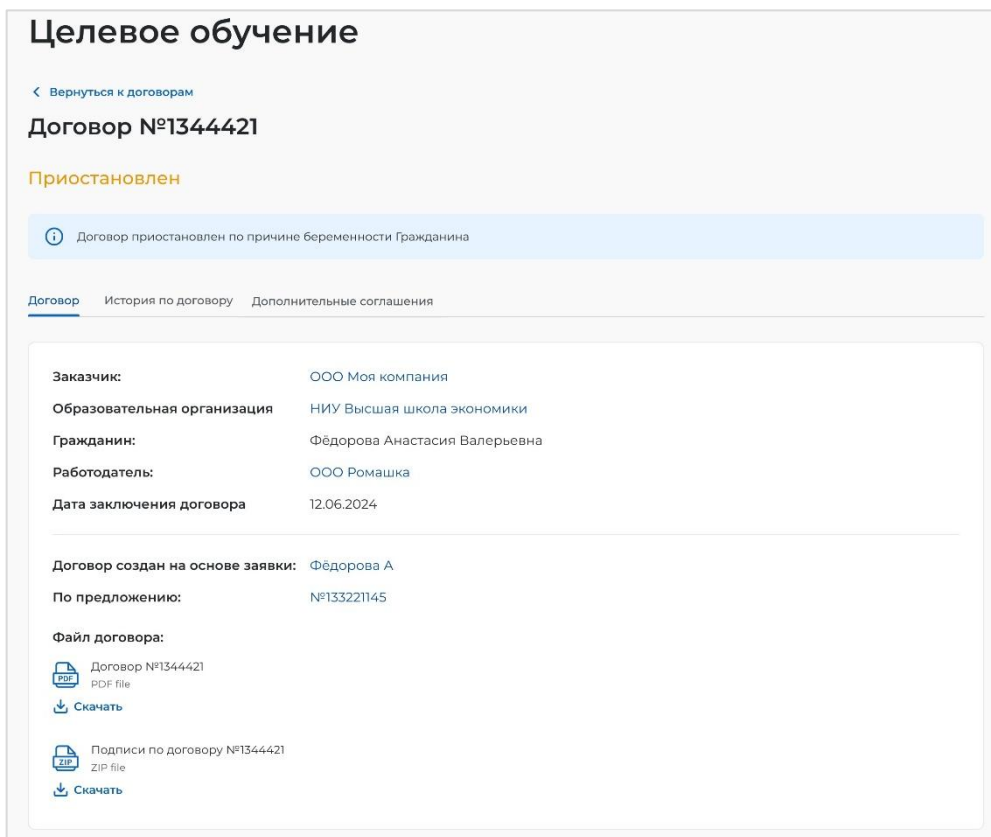 Целевое обучение
Вернуться к договорам
Договор №1344421
Приостановлен
Договор приостановлен по причине беременности Гражданина
Договор История по договору Дополнительные соглашения
Заказчик: ООО Моя компания
Образовательная организация НИУ Высшая школа экономики
Гражданин: Фёдорова Анастасия Валерьевна
Работодатель: ООО Ромашка
Дата заключения договора 12.06.2024
Договор создан на основе заявки: Фёдорова А
По предложению: №133221145
Файл договора:
Договор №1344421
PDF
PDF file
Скачать
Подписи по договору №1344421
ZIP
ZIP file
Скачать